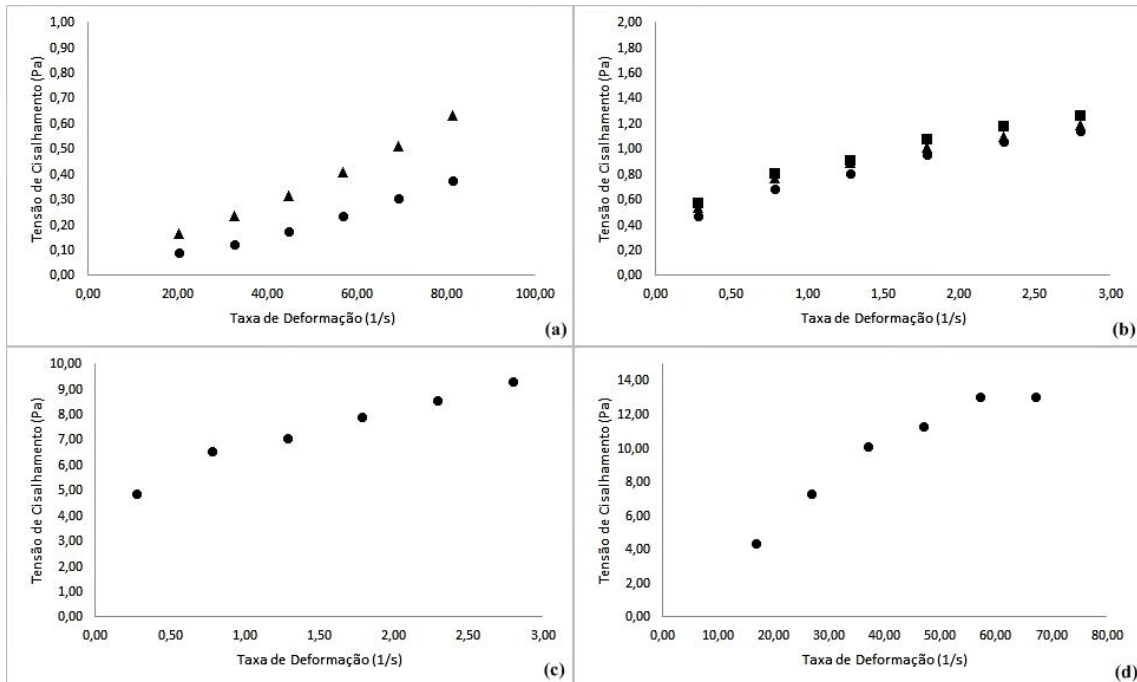 1,00
0,90
0,80
0,70
0,60
0,50
0,40
0,30
0,20
0,10
0,00
Tensão de Cisalhamento (Pa)
0,00 20,00 40,00 60,00 80,00 100,00
Taxa de Deformação (1/s)
(a)
2,00
1,80
1,60
1,40
1,20
1,00
0,80
0,60
0,40
0,20
0,00
Tensão de Cisalhamento (Pa)
0,00 0,50 1,00 1,50 2,00 2,50 3,00
Taxa de Deformação (1/s)
(b)
10,00
9,00
8,00
7,00
6,00
5,00
4,00
3,00
2,00
1,00
0,00
Tensão de Cisalhamento (Pa)
0,00 0,50 1,00 1,50 2,00 2,50 3,00
Taxa de Deformação (1/s)
(c)
14,00
12,00
10,00
8,00
6,00
4,00
2,00
0,00
Tensão de Cisalhamento (Pa)
0,00 10,00 20,00 30,00 40,00 50,00 60,00 70,00 80,00
Taxa de Deformação (1/s)
(d)